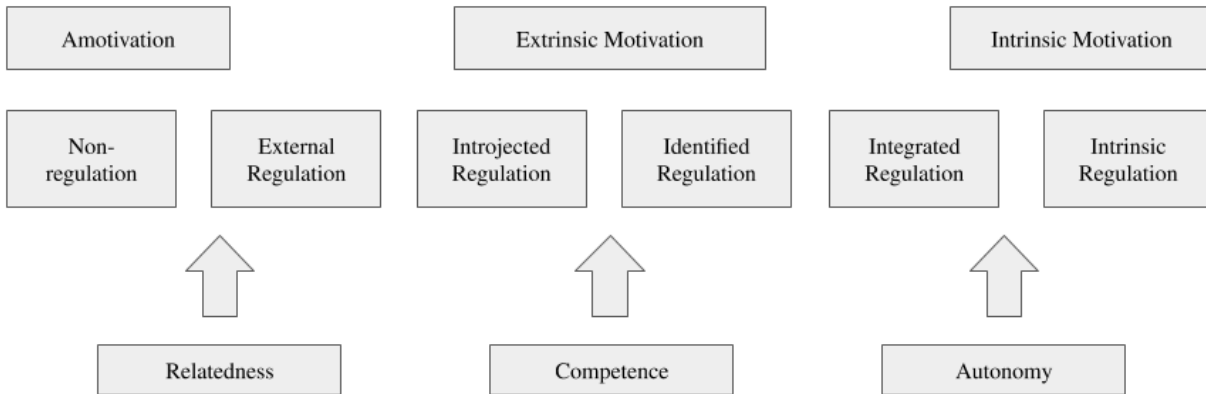 Amotivation
Extrinsic Motivation
Intrinsic Motivation
Non-
regulation
External
Regulation
Introjected
Regulation
Identified
Regulation
Integrated
Regulation
Intrinsic
Regulation
Relatedness
Competence
Autonomy